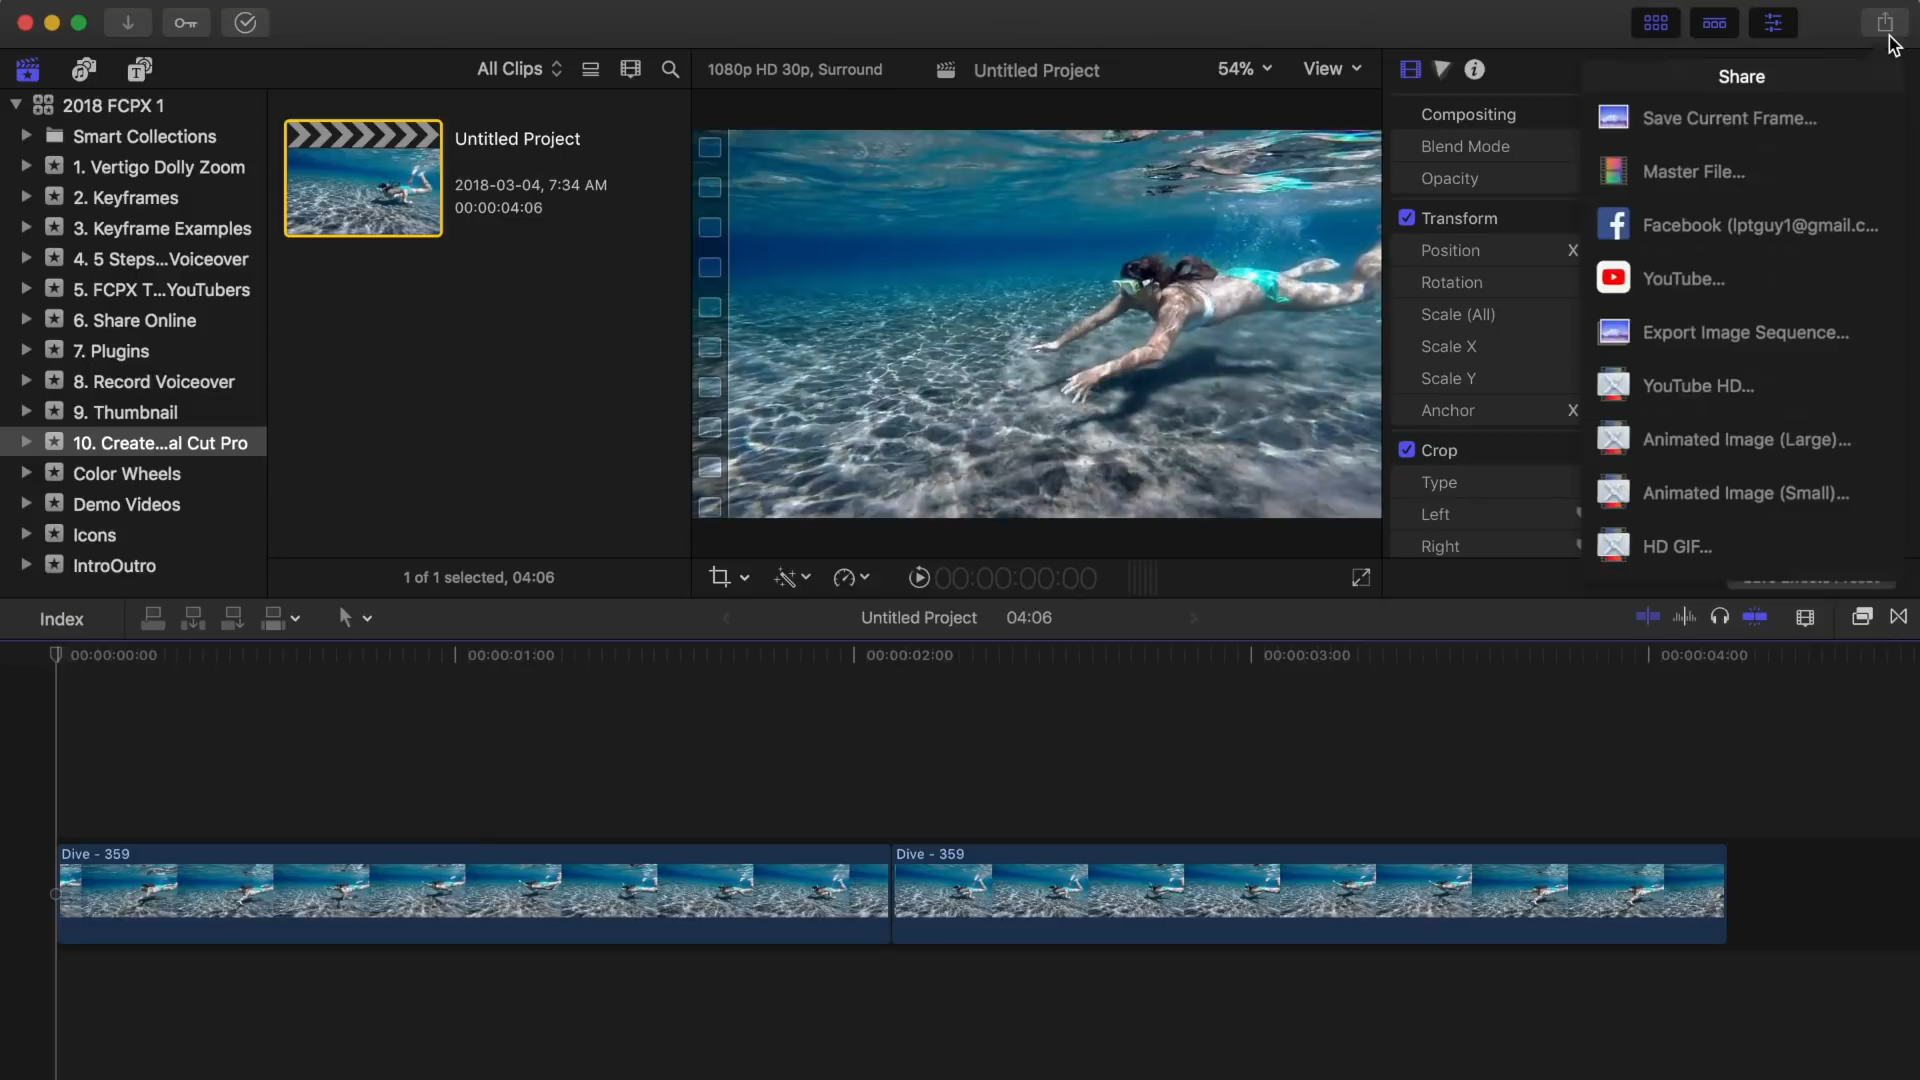 All Clips
1080p HD 30p, Surround
Untitled Project
54%
View
Share
2018 FCPX 1
Smart Collections
1. Vertigo Dolly Zoom
2. Keyframes
3. Keyframe Examples
4. 5 Steps...Voiceover
5. FCPX T...YouTubers
6. Share Online
7. Plugins
8. Record Voiceover
9. Thumbnail
10. Create...al Cut Pro
Color Wheels
Demo Videos
Icons
IntroOutro
Untitled Project
2018-03-04, 7:34 AM
00:00:04:06
1 of 1 selected, 04:06
Compositing
Blend Mode
Opacity
Transform
Position X
Rotation
Scale (All)
Scale X
Scale Y
Anchor X
Crop
Type
Left
Right
Save Current Frame...
Master File...
Facebook (lptguy1@gmail.c...
YouTube...
Export Image Sequence...
YouTube HD...
Animated Image (Large)...
Animated Image (Small)...
HD GIF...
00:00:00:00
Index
Untitled Project 04:06
00:00:00:00 00:00:01:00 00:00:02:00 00:00:03:00 00:00:04:00
Dive - 359
Dive - 359